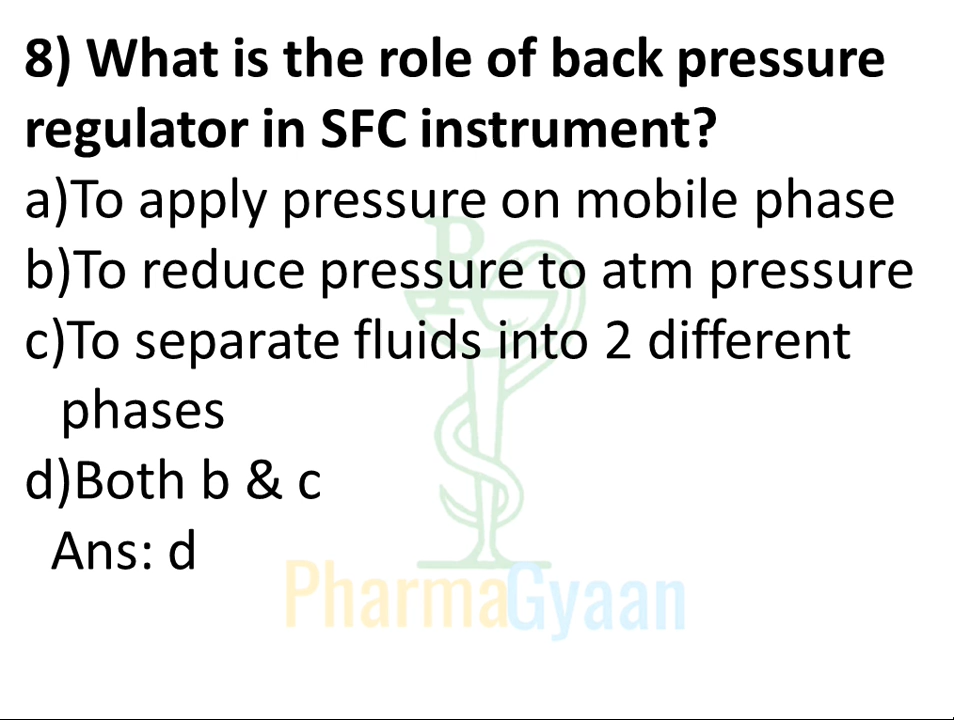 8) What is the role of back pressure
regulator in SFC instrument?
a)To apply pressure on mobile phase
b)To reduce pressure to atm pressure
c)To separate fluids into 2 different
phases
d)Both b & c
Ans: d
PharmaGyaan